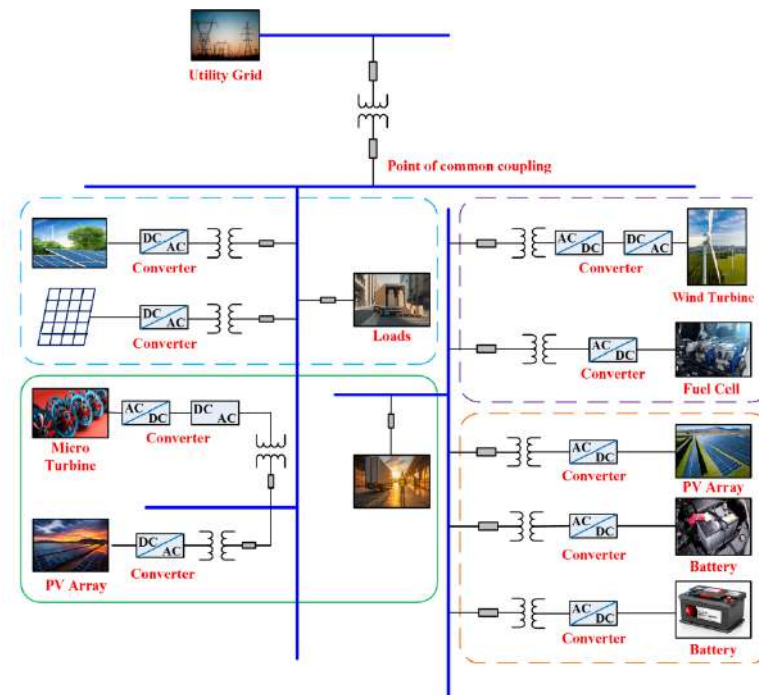 Utility Grid
Point of common coupling
DC
AC
Converter
DC
AC
Converter
Loads
AC
DC
DC
AC
Converter
Wind Turbine
AC
DC
Converter
Fuel Cell
AC
DC
DC
AC
Converter
Micro
Turbine
DC
AC
Converter
PV Array
AC
DC
Converter
PV Array
AC
DC
Converter
Battery
AC
DC
Converter
Battery